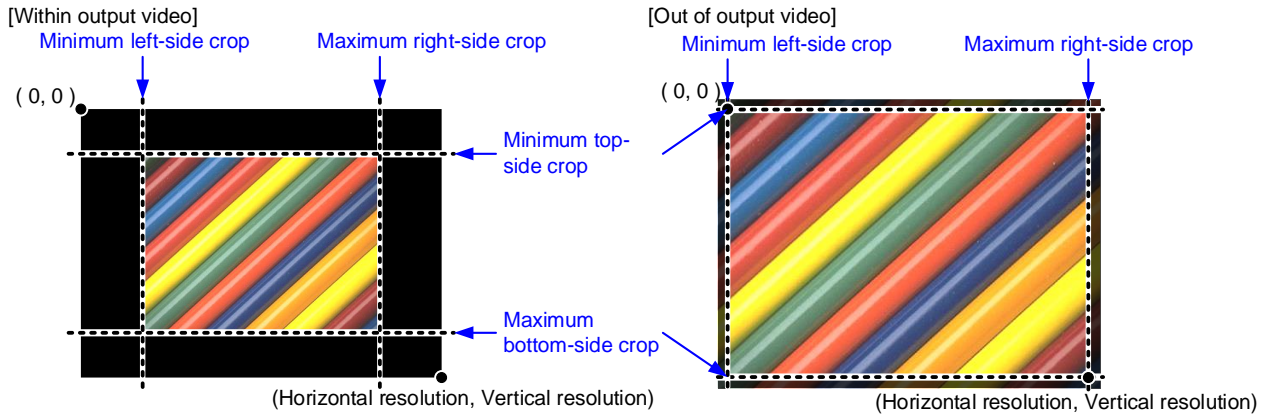 [Within output video]
Minimum left-side crop
Maximum right-side crop
( 0, 0 )
Minimum top-
side crop
Maximum
bottom-side crop
(Horizontal resolution, Vertical resolution)
[Out of output video]
Minimum left-side crop
Maximum right-side crop
( 0, 0 )
(Horizontal resolution, Vertical resolution)